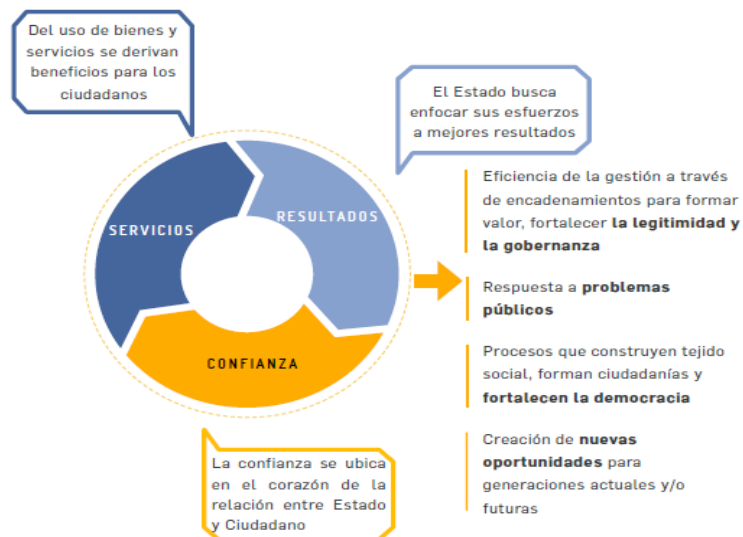 Del uso de bienes y
servicios se derivan
beneficios para los
ciudadanos
El Estado busca
enfocar sus esfuerzos
a mejores resultados
SERVICIOS
RESULTADOS
CONFIANZA
Eficiencia de la gestión a través
de encadenamientos para formar
valor, fortalecer la legitimidad y
la gobernanza
Respuesta a problemas
públicos
Procesos que construyen tejido
social, forman ciudadanías y
fortalecen la democracia
Creación de nuevas
oportunidades para
generaciones actuales y/o
futuras
La confianza se ubica
en el corazón de la
relación entre Estado
y Ciudadano